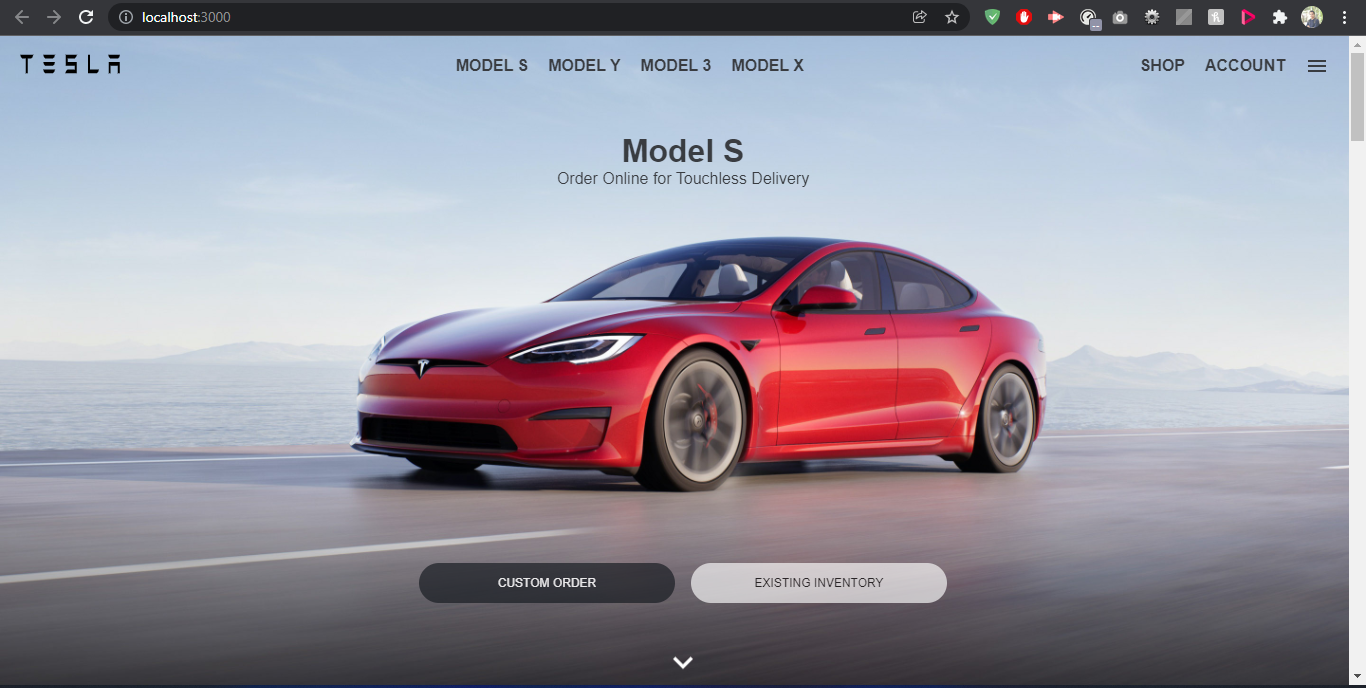 localhost:3000
TESLA
MODEL S MODEL Y MODEL 3 MODEL X
SHOP ACCOUNT
Model S
Order Online for Touchless Delivery
CUSTOM ORDER
EXISTING INVENTORY